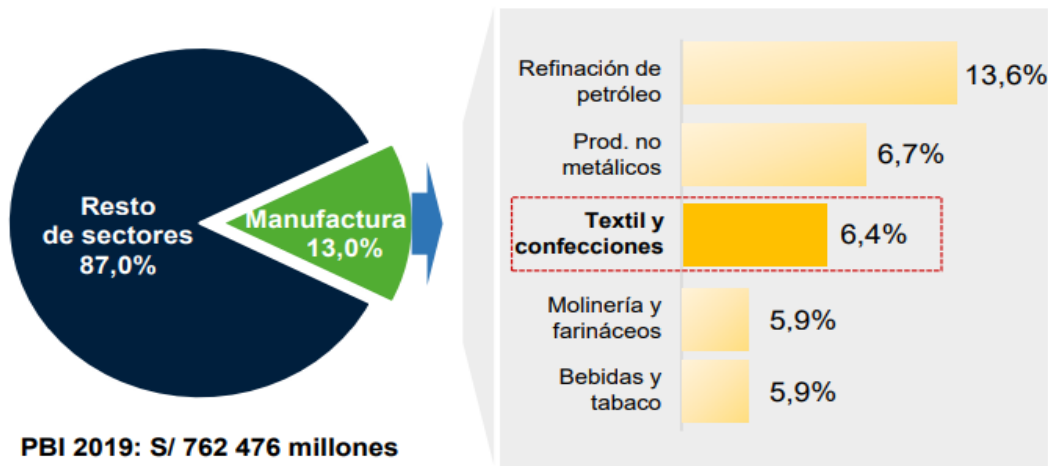 Resto
de sectores
87,0%
Manufactura
13,0%
PBI 2019: S/ 762 476 millones
Refinación de
petróleo
13,6%
Prod. no
metálicos
6,7%
Textil y
confecciones
6,4%
Molinería y
farináceos
5,9%
Bebidas y
tabaco
5,9%